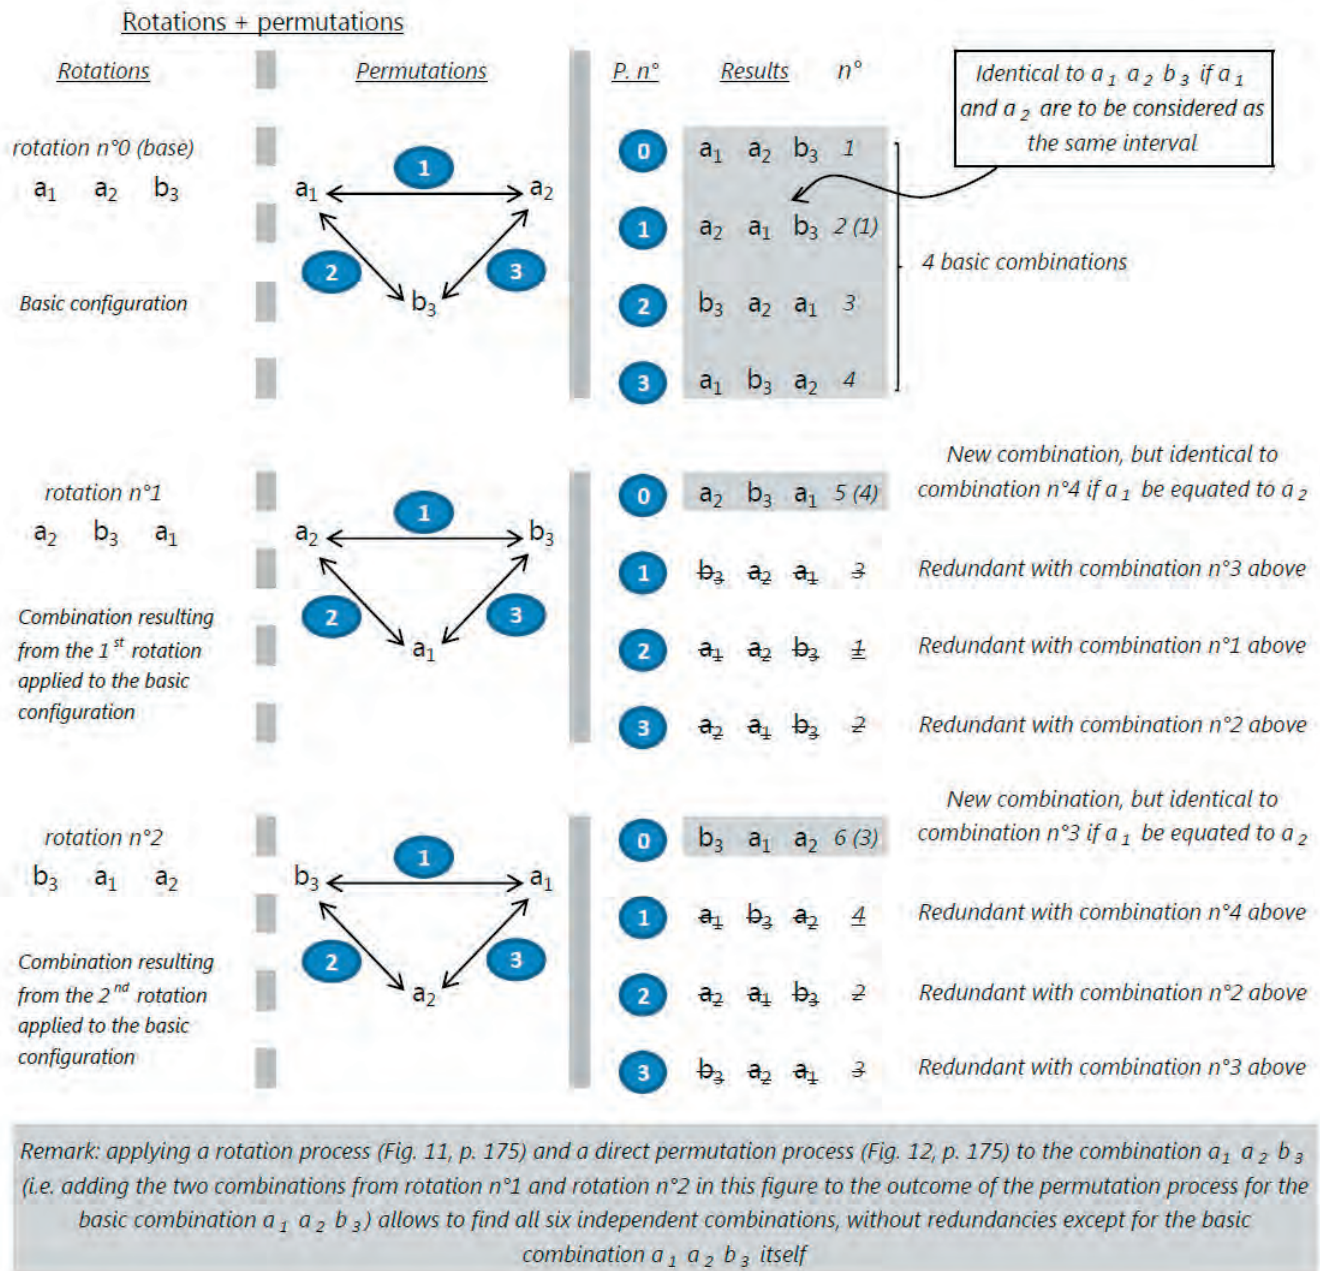 Rotations + permutations
Rotations
Permutations
P. n° Results n°
Identical to a₁ a₂ b₃ if a₁
and a₂ are to be considered as
the same interval
rotation n°0 (base)
a₁ a₂ b₃
Basic configuration
1
a₁ a₂
2 3
b₃
0 a₁ a₂ b₃ 1
1 a₂ a₁ b₃ 2 (1)
2 b₃ a₂ a₁ 3
3 a₁ b₃ a₂ 4
4 basic combinations
rotation n°1
a₂ b₃ a₁
Combination resulting
from the 1ˢᵗ rotation
applied to the basic
configuration
1
a₂ b₃
2 3
a₁
0 a₂ b₃ a₁ 5 (4)
New combination, but identical to
combination n°4 if a₁ be equated to a₂
1 b₃ a₂ a₁ 3 Redundant with combination n°3 above
2 a₁ a₂ b₃ 1 Redundant with combination n°1 above
3 a₂ a₁ b₃ 2 Redundant with combination n°2 above
rotation n°2
b₃ a₁ a₂
Combination resulting
from the 2ⁿᵈ rotation
applied to the basic
configuration
1
b₃ a₁
2 3
a₂
0 b₃ a₁ a₂ 6 (3)
New combination, but identical to
combination n°3 if a₁ be equated to a₂
1 a₁ b₃ a₂ 4 Redundant with combination n°4 above
2 a₂ a₁ b₃ 2 Redundant with combination n°2 above
3 b₃ a₂ a₁ 3 Redundant with combination n°3 above
Remark: applying a rotation process (Fig. 11, p. 175) and a direct permutation process (Fig. 12, p. 175) to the combination a₁ a₂ b₃
(i.e. adding the two combinations from rotation n°1 and rotation n°2 in this figure to the outcome of the permutation process for the
basic combination a₁ a₂ b₃) allows to find all six independent combinations, without redundancies except for the basic
combination a₁ a₂ b₃ itself